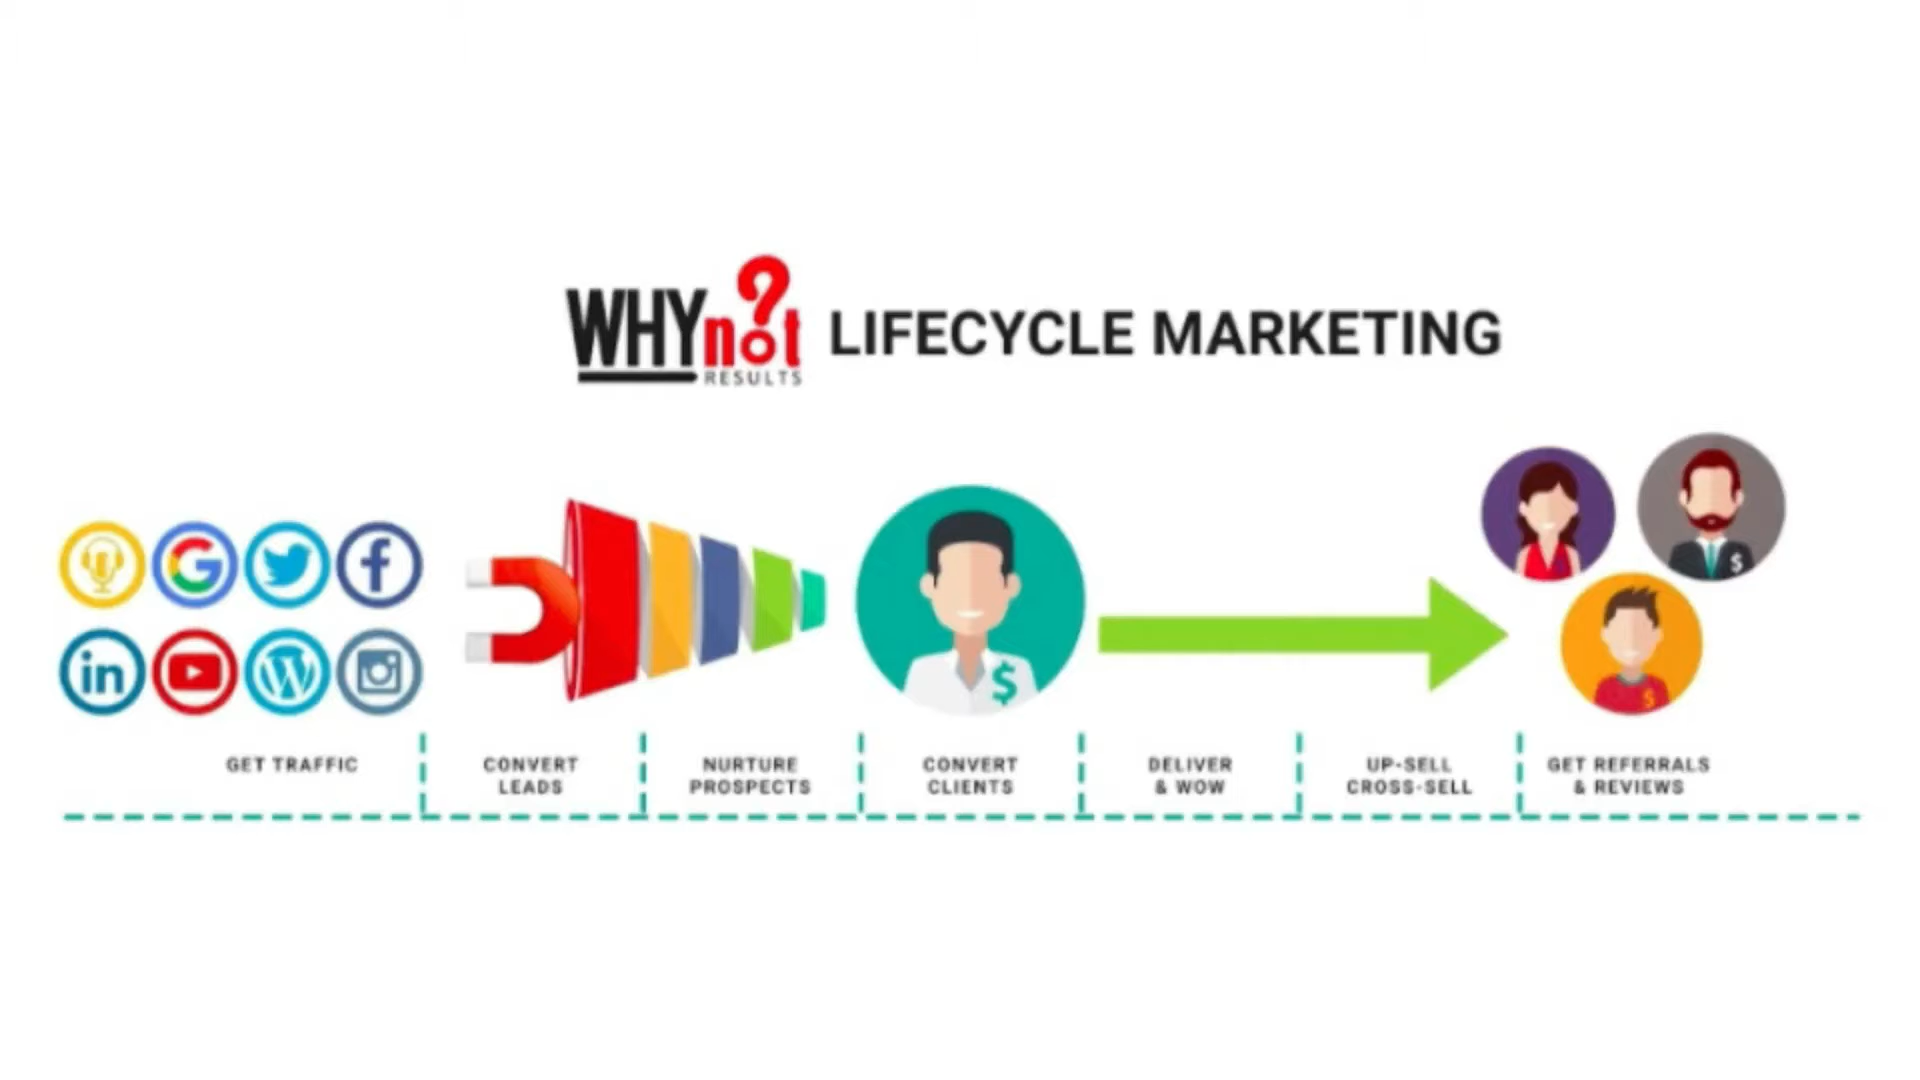 WHYnot?
RESULTS
LIFECYCLE MARKETING
GET TRAFFIC
CONVERT
LEADS
NURTURE
PROSPECTS
CONVERT
CLIENTS
DELIVER
& WOW
UP-SELL
CROSS-SELL
GET REFERRALS
& REVIEWS